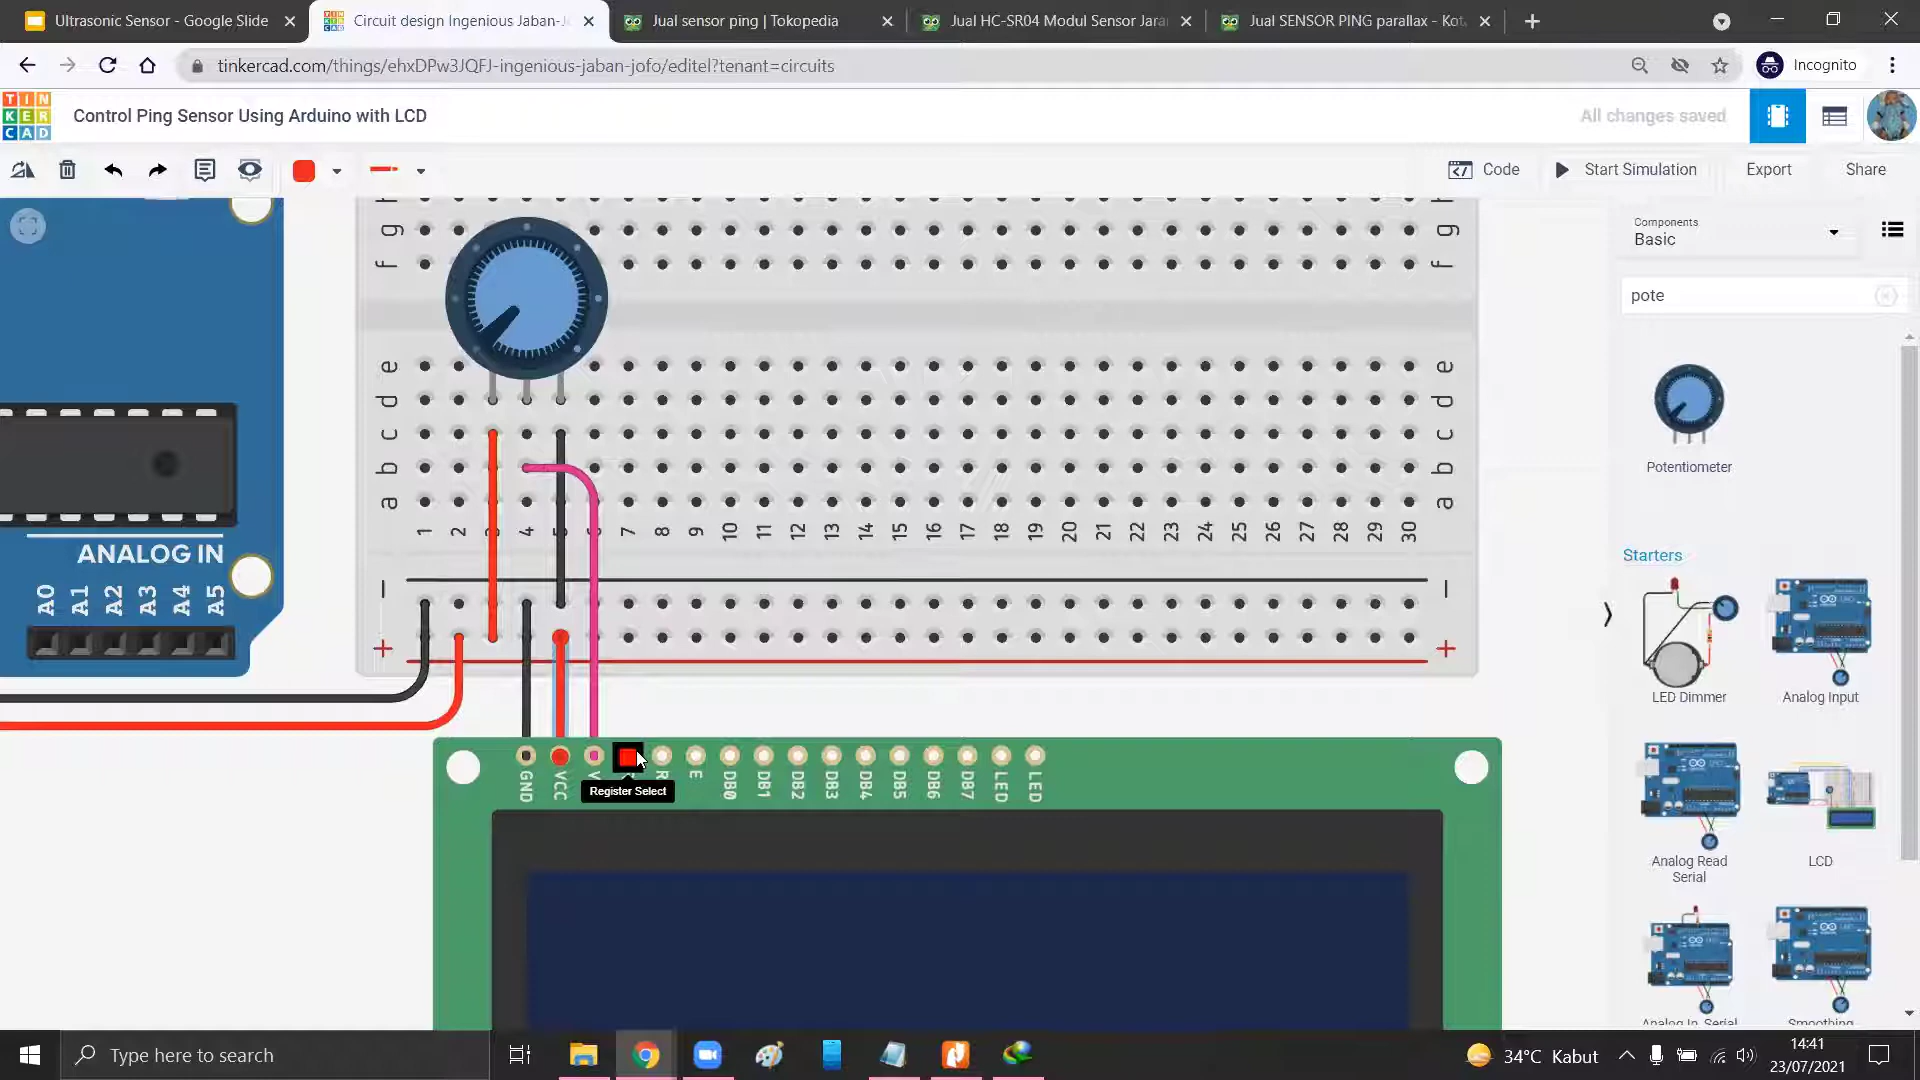 Ultrasonic Sensor - Google Slide
Circuit design Ingenious Jaban-J
Jual sensor ping | Tokopedia
Jual HC-SR04 Modul Sensor Jara
Jual SENSOR PING parallax - Kot
tinkercad.com/things/ehxDPw3JQFJ-ingenious-jaban-jofo/editel?tenant=circuits
Incognito
TIN
KER
CAD
Control Ping Sensor Using Arduino with LCD
All changes saved
Code
Start Simulation
Export
Share
Components
Basic
pote
Potentiometer
Starters
LED Dimmer
Analog Input
Analog Read
Serial
LCD
Analog In, Serial
Smoothing
g g
f f
e e
d d
c c
b b
a a
1 2 3 4 5 6 7 8 9 10 11 12 13 14 15 16 17 18 19 20 21 22 23 24 25 26 27 28 29 30
- -
+ +
ANALOG IN
A0 A1 A2 A3 A4 A5
GND VCC E DB0 DB1 DB2 DB3 DB4 DB5 DB6 DB7 LED LED
Register Select
Type here to search
34°C Kabut
14:41
23/07/2021